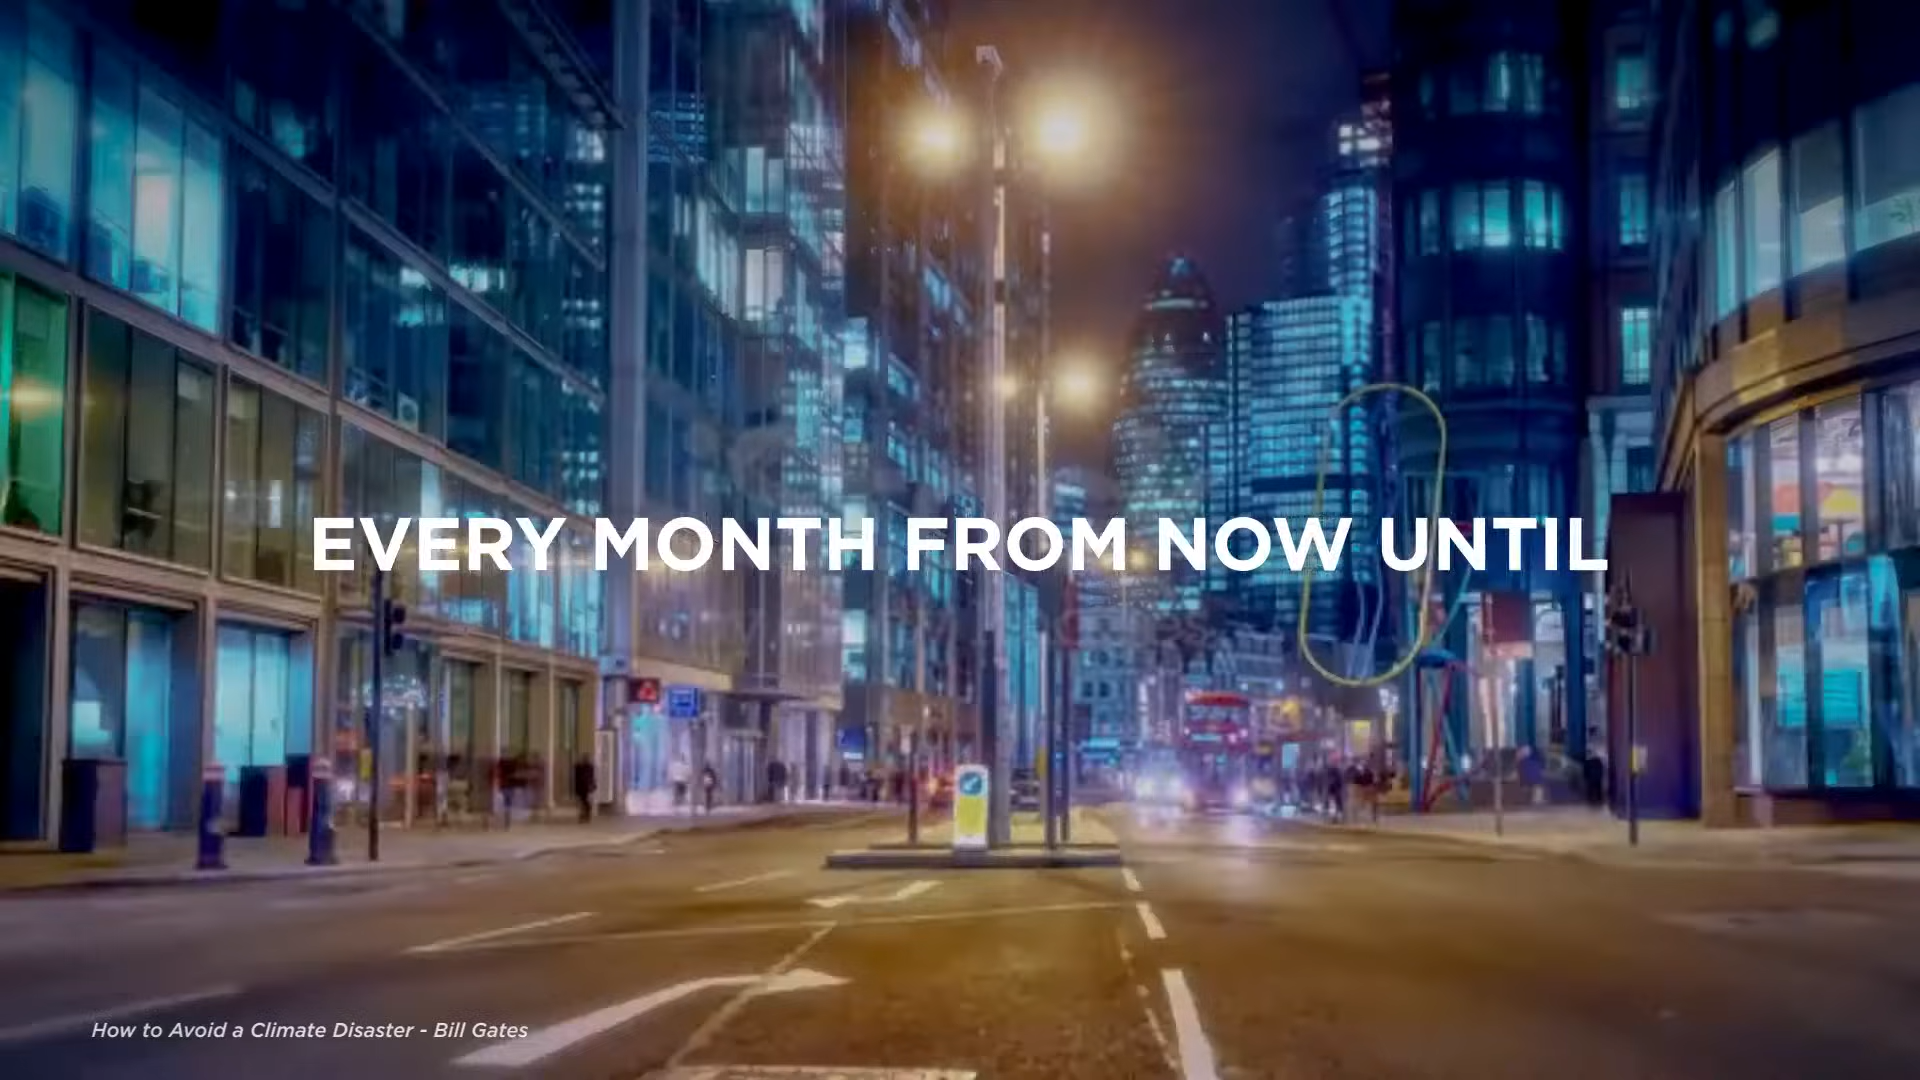 EVERY MONTH FROM NOW UNTIL
How to Avoid a Climate Disaster - Bill Gates